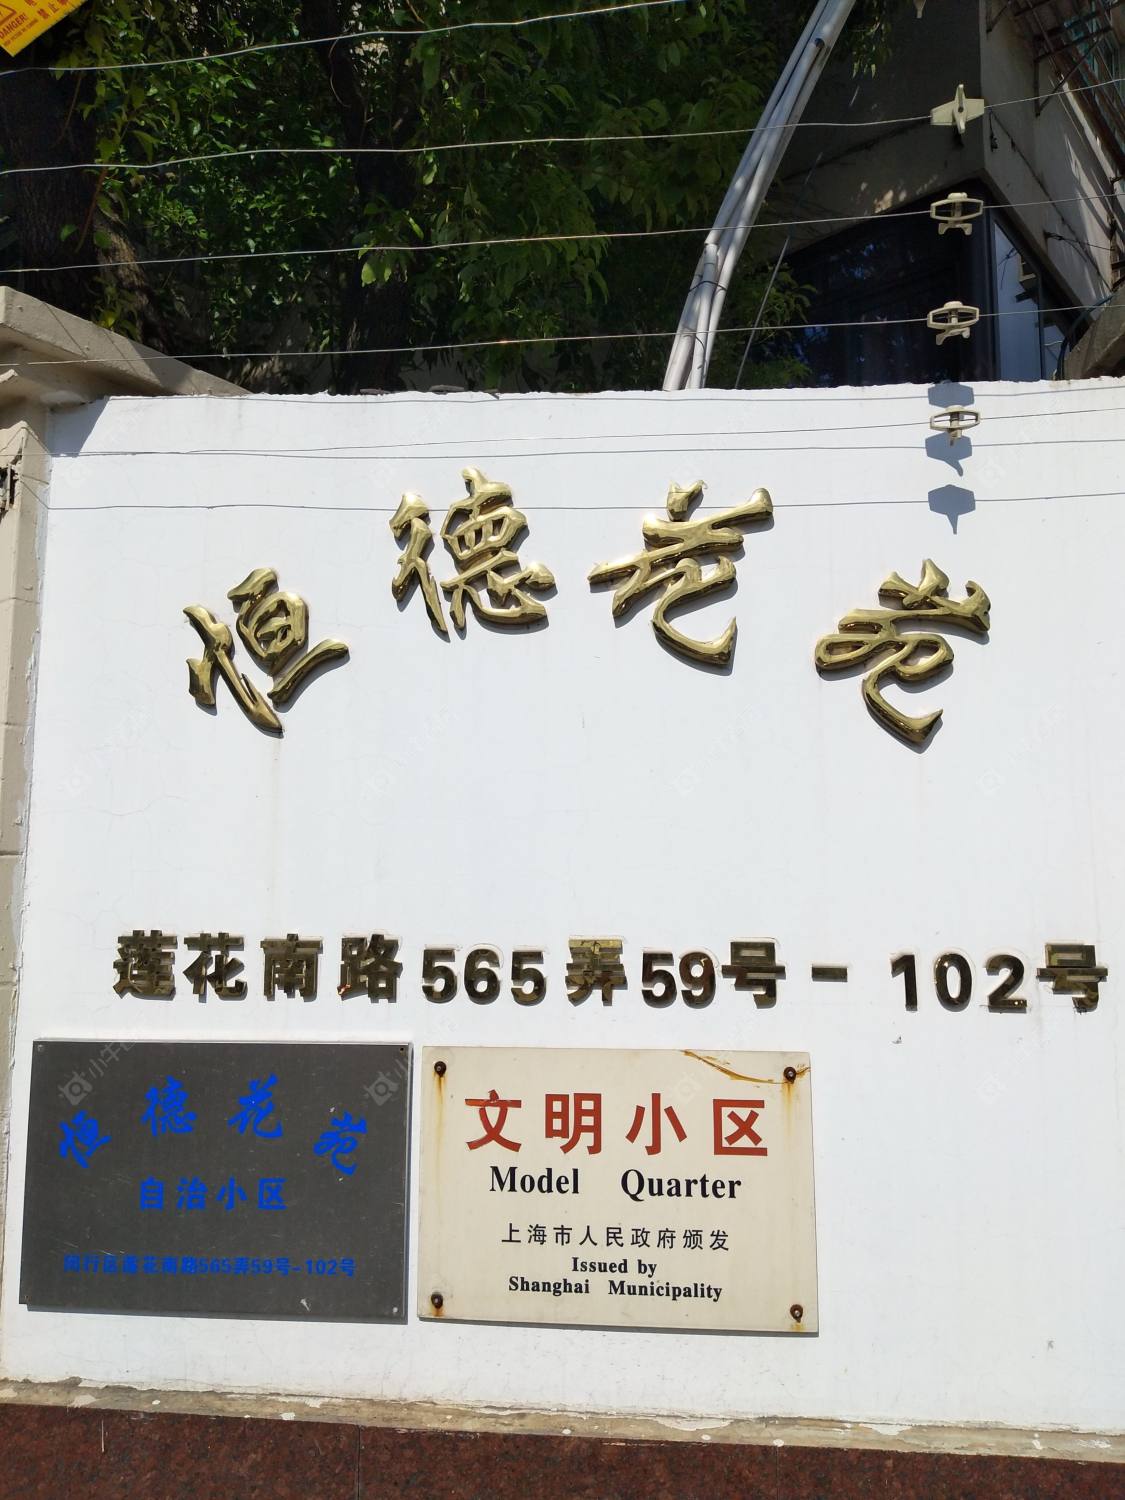 DANGER!
恒德花苑
莲花南路565弄59号-102号
恒德花苑
自治小区
闵行区莲花南路565弄59号-102号
文明小区
Model Quarter
上海市人民政府颁发
Issued by
Shanghai Municipality